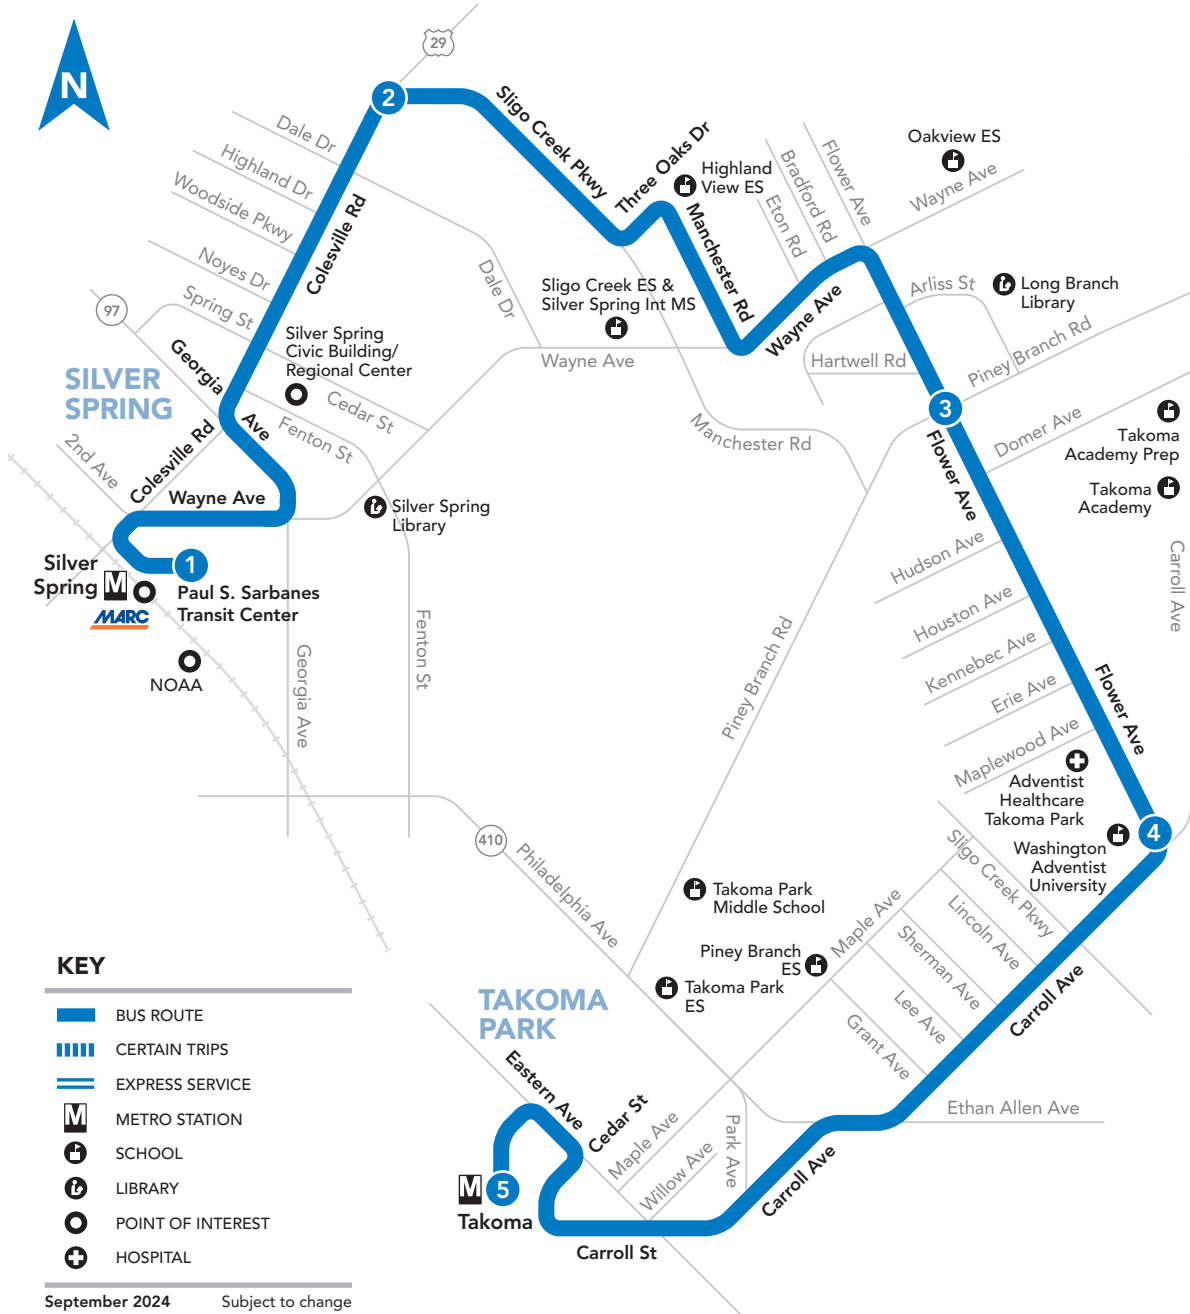 N
29
2
Sligo Creek Pkwy
Three Oaks Dr
Dale Dr
Highland Dr
Woodside Pkwy
Noyes Dr
Spring St
Colesville Rd
97
Highland
View ES
Manchester Rd
Eton Rd
Bradford Rd
Flower Ave
Oakview ES
Wayne Ave
Dale Dr
Sligo Creek ES &
Silver Spring Int MS
Wayne Ave
Wayne Ave
Arliss St
Long Branch
Library
Hartwell Rd
Piney Branch Rd
Silver Spring
Civic Building/
Regional Center
SILVER
SPRING
Georgia
Ave
Cedar St
Fenton St
Manchester Rd
3
Flower Ave
Domer Ave
Takoma
Academy Prep
Takoma
Academy
2nd Ave
Colesville Rd
Wayne Ave
Silver Spring
Library
Silver
Spring
M
MARC
1
Paul S. Sarbanes
Transit Center
NOAA
Georgia Ave
Fenton St
Piney Branch Rd
Hudson Ave
Houston Ave
Kennebec Ave
Erie Ave
Maplewood Ave
Carroll Ave
Flower Ave
Adventist
Healthcare
Takoma Park
4
Washington
Adventist
University
410
Philadelphia Ave
Takoma Park
Middle School
Piney Branch
ES
Takoma Park
ES
Maple Ave
Sligo Creek Pkwy
Lincoln Ave
Sherman Ave
Lee Ave
Grant Ave
Carroll Ave
Ethan Allen Ave
TAKOMA
PARK
Eastern Ave
Cedar St
Maple Ave
Willow Ave
Park Ave
Carroll Ave
M
5
Takoma
Carroll St
KEY
BUS ROUTE
CERTAIN TRIPS
EXPRESS SERVICE
M METRO STATION
SCHOOL
LIBRARY
POINT OF INTEREST
HOSPITAL
September 2024 Subject to change